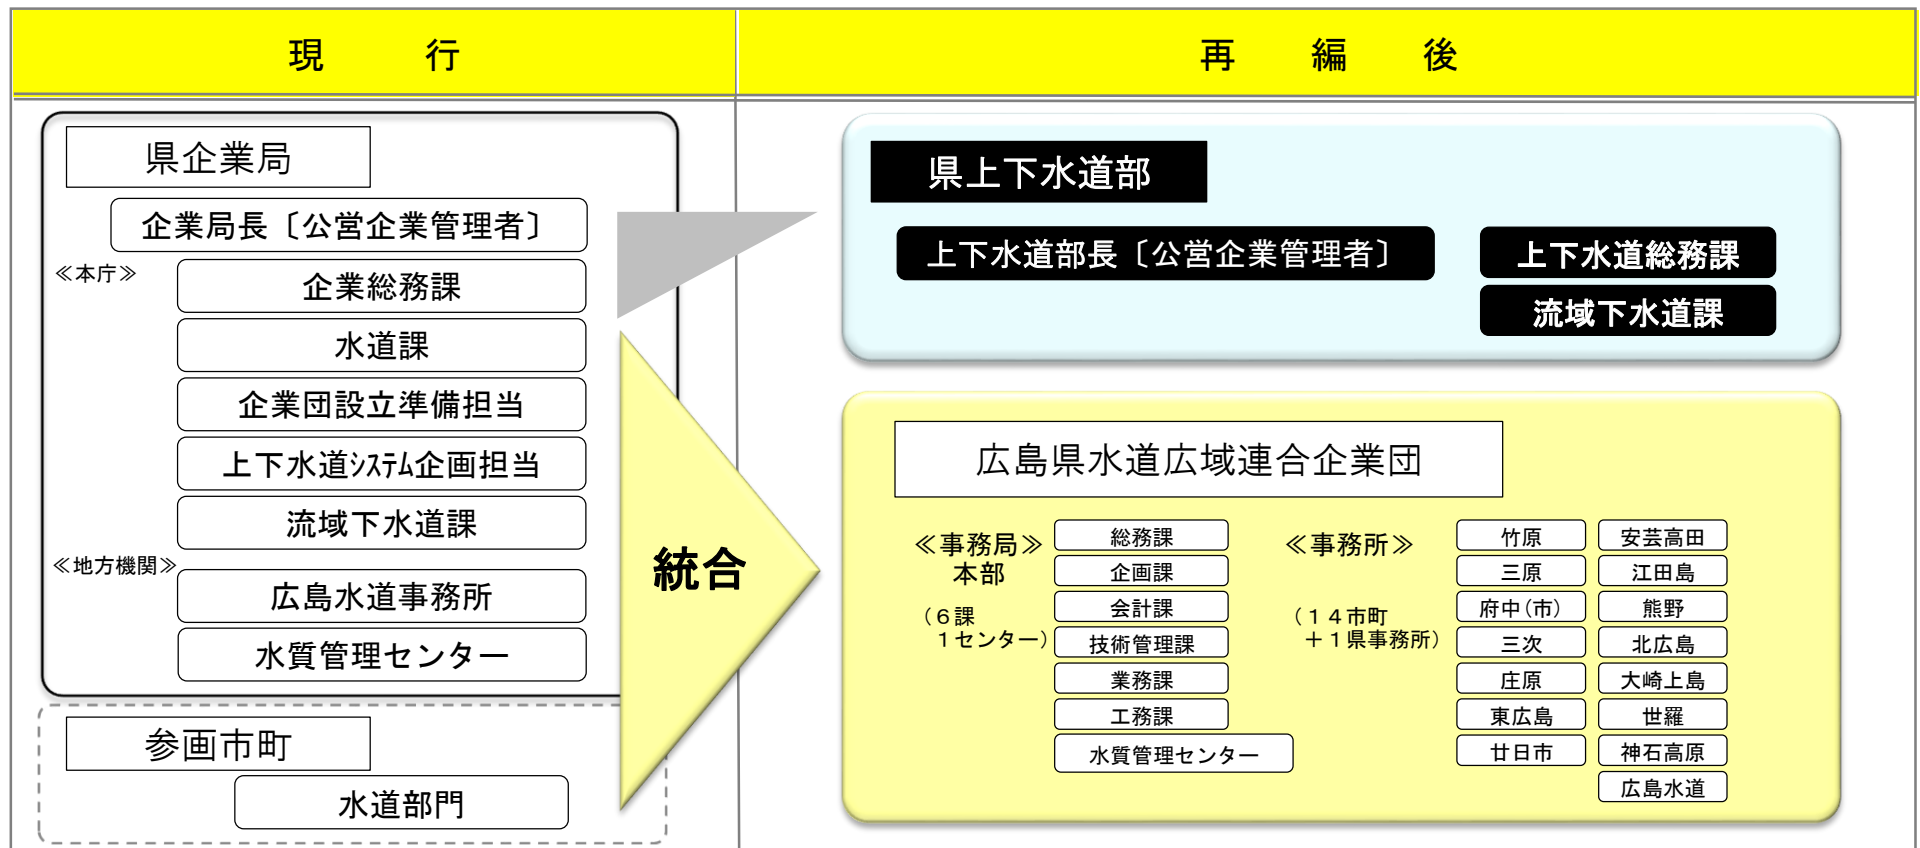 現　行
再　編　後
県企業局
企業局長〔公営企業管理者〕
≪本庁≫
企業総務課
水道課
企業団設立準備担当
上下水道ｼｽﾃﾑ企画担当
流域下水道課
≪地方機関≫
広島水道事務所
水質管理センター
参画市町
水道部門
統合
県上下水道部
上下水道部長〔公営企業管理者〕
上下水道総務課
流域下水道課
広島県水道広域連合企業団
≪事務局≫
本部
（６課
１センター）
総務課
企画課
会計課
技術管理課
業務課
工務課
水質管理センター
≪事務所≫
（１４市町
＋１県事務所）
竹原
三原
府中(市)
三次
庄原
東広島
廿日市
安芸高田
江田島
熊野
北広島
大崎上島
世羅
神石高原
広島水道